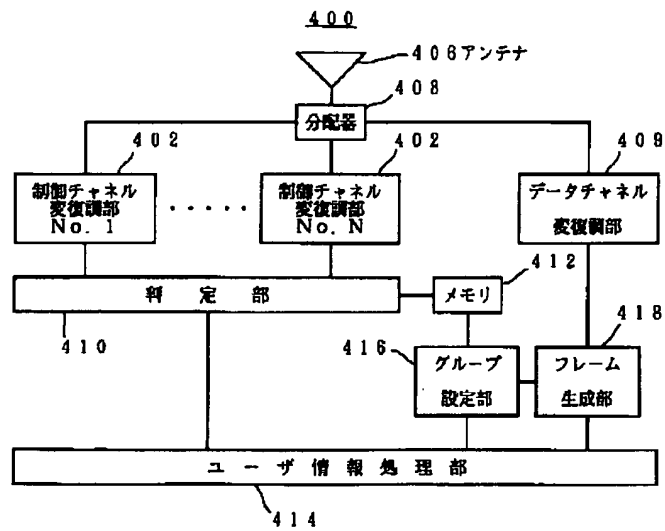 400
406アンテナ
408
分配器
402
402
409
制御チャネル
変復調部
No. 1
・・・・・
制御チャネル
変復調部
No. N
データチャネル
変復調部
412
判定部
メモリ
410
416
418
グループ
設定部
フレーム
生成部
ユーザ情報処理部
414